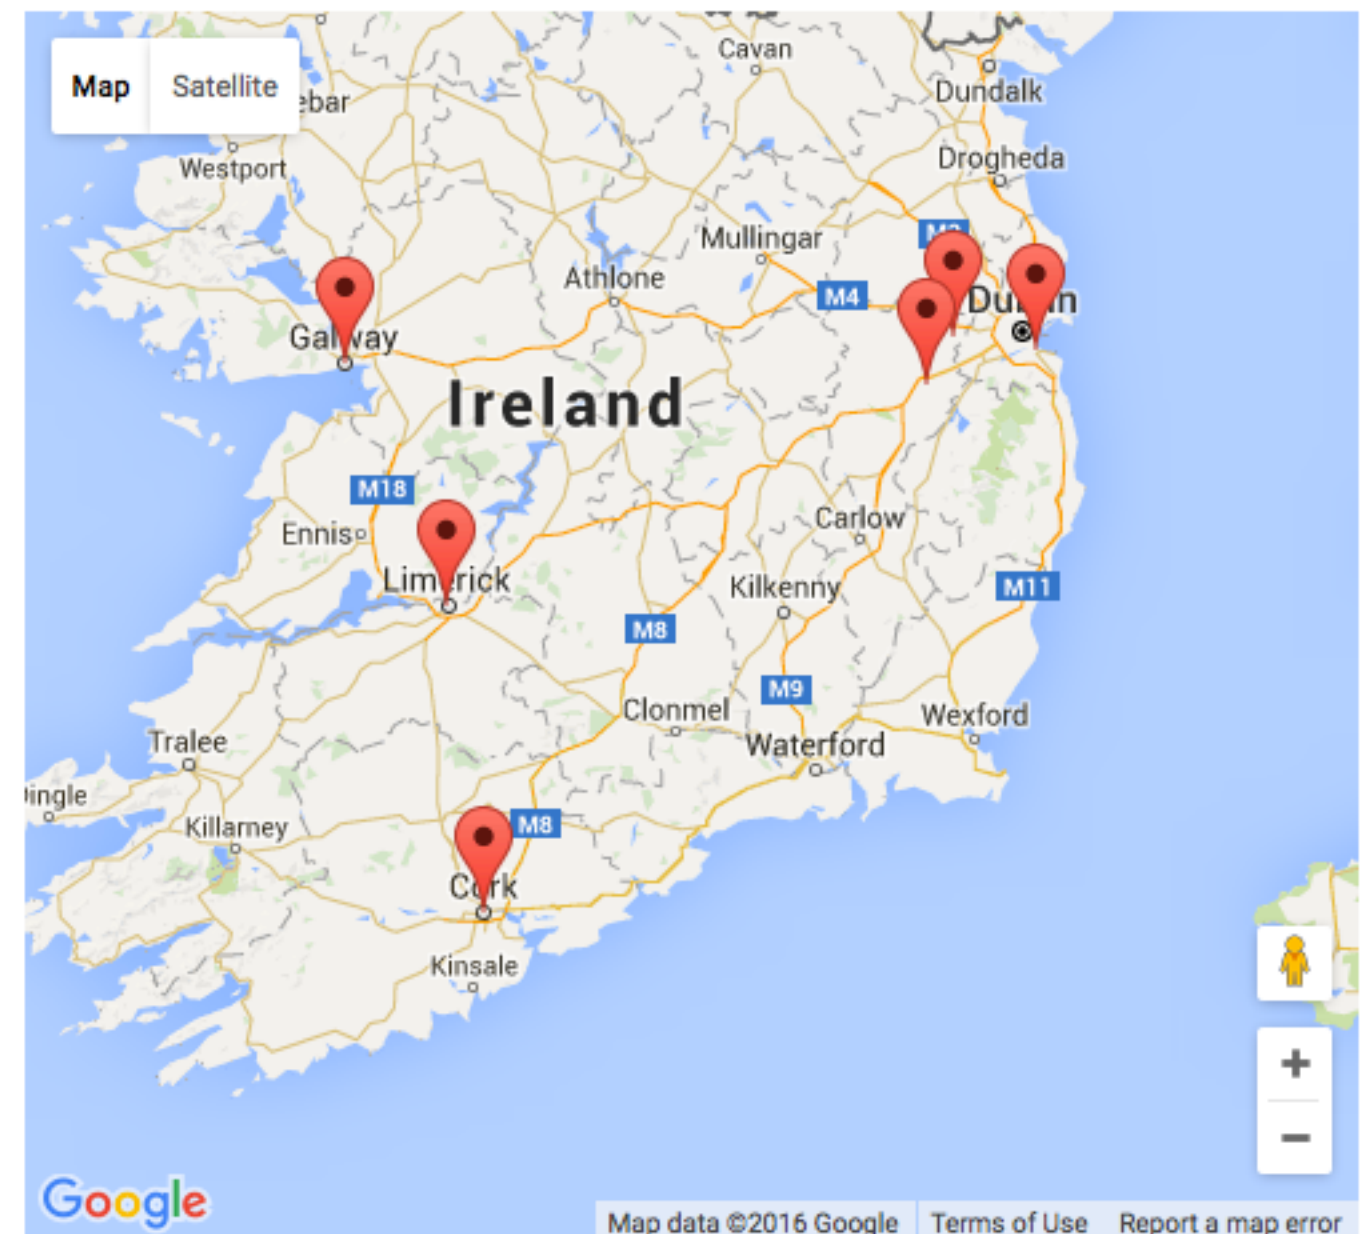 Cavan
Map Satellite
ebar
Dundalk
Westport
Drogheda
Mullingar
Athlone
M4
Galway
Ireland
M18
Ennis
Carlow
Limerick
Kilkenny
M11
M8
M9
Clonmel
Wexford
Tralee
Waterford
ingle
Killarney
M8
Cork
Kinsale
+
−
Google
Map data ©2016 Google Terms of Use Report a map error